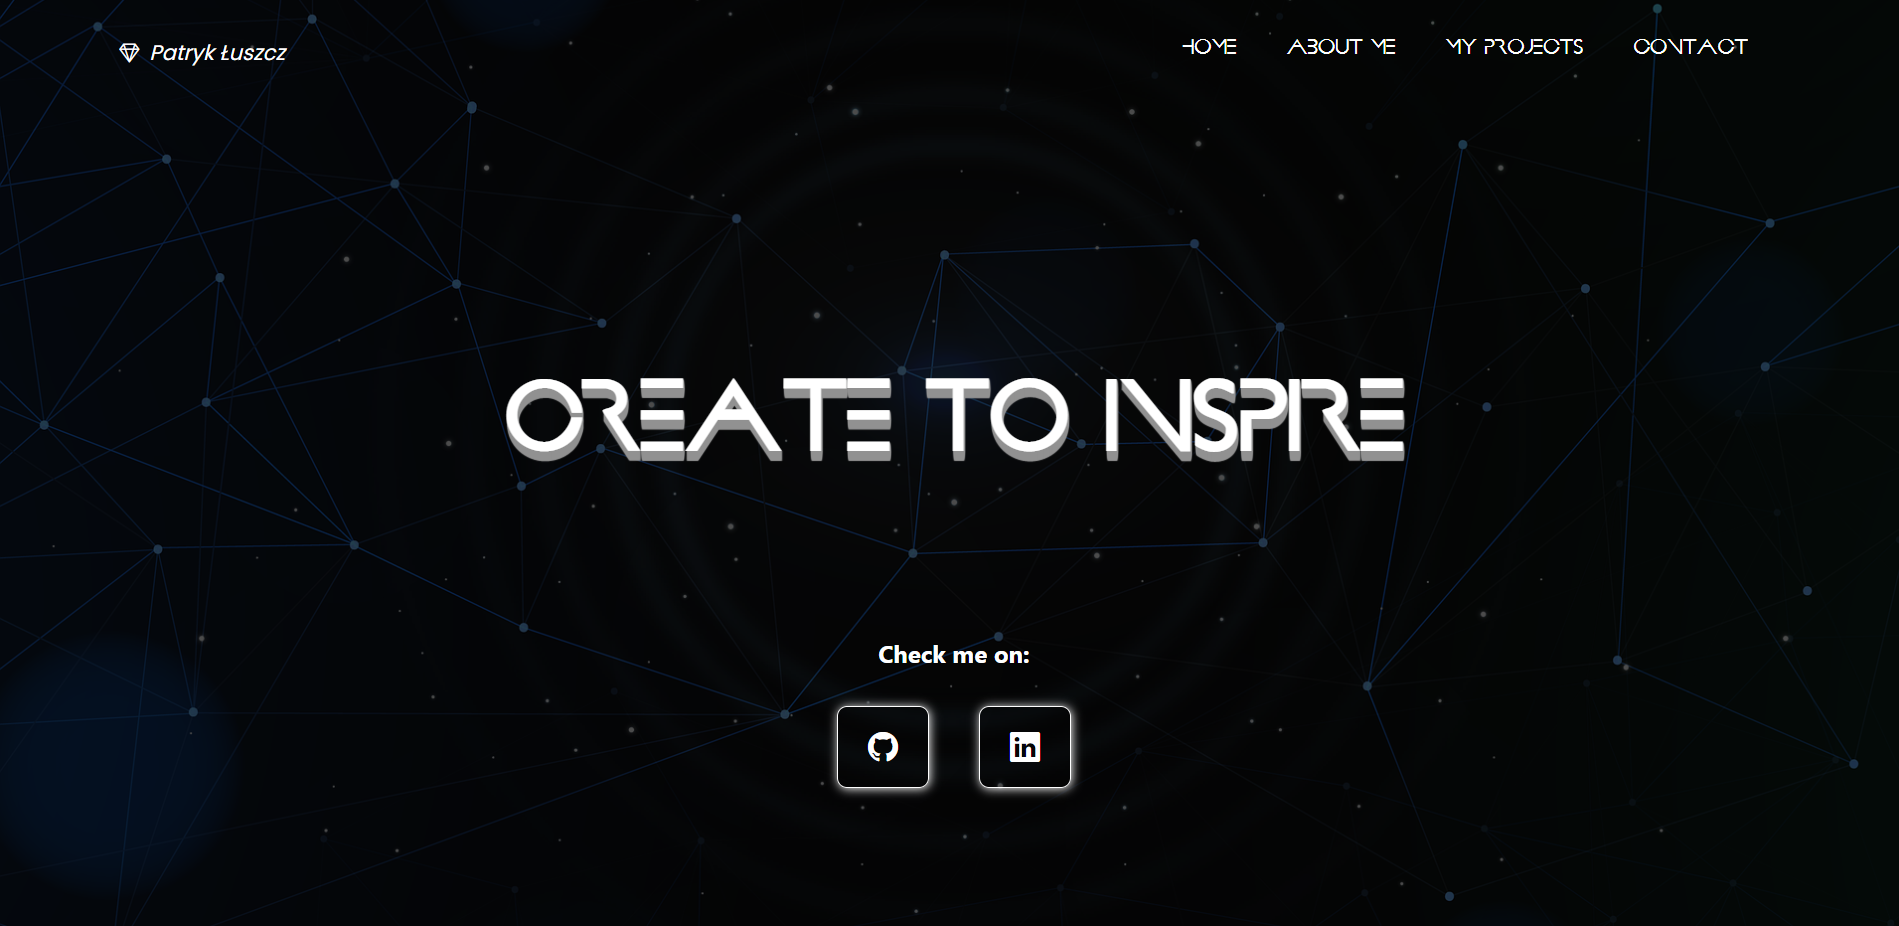 Patryk Łuszcz
HOME ABOUT ME MY PROJECTS CONTACT
CREATE TO INSPIRE
Check me on:
in